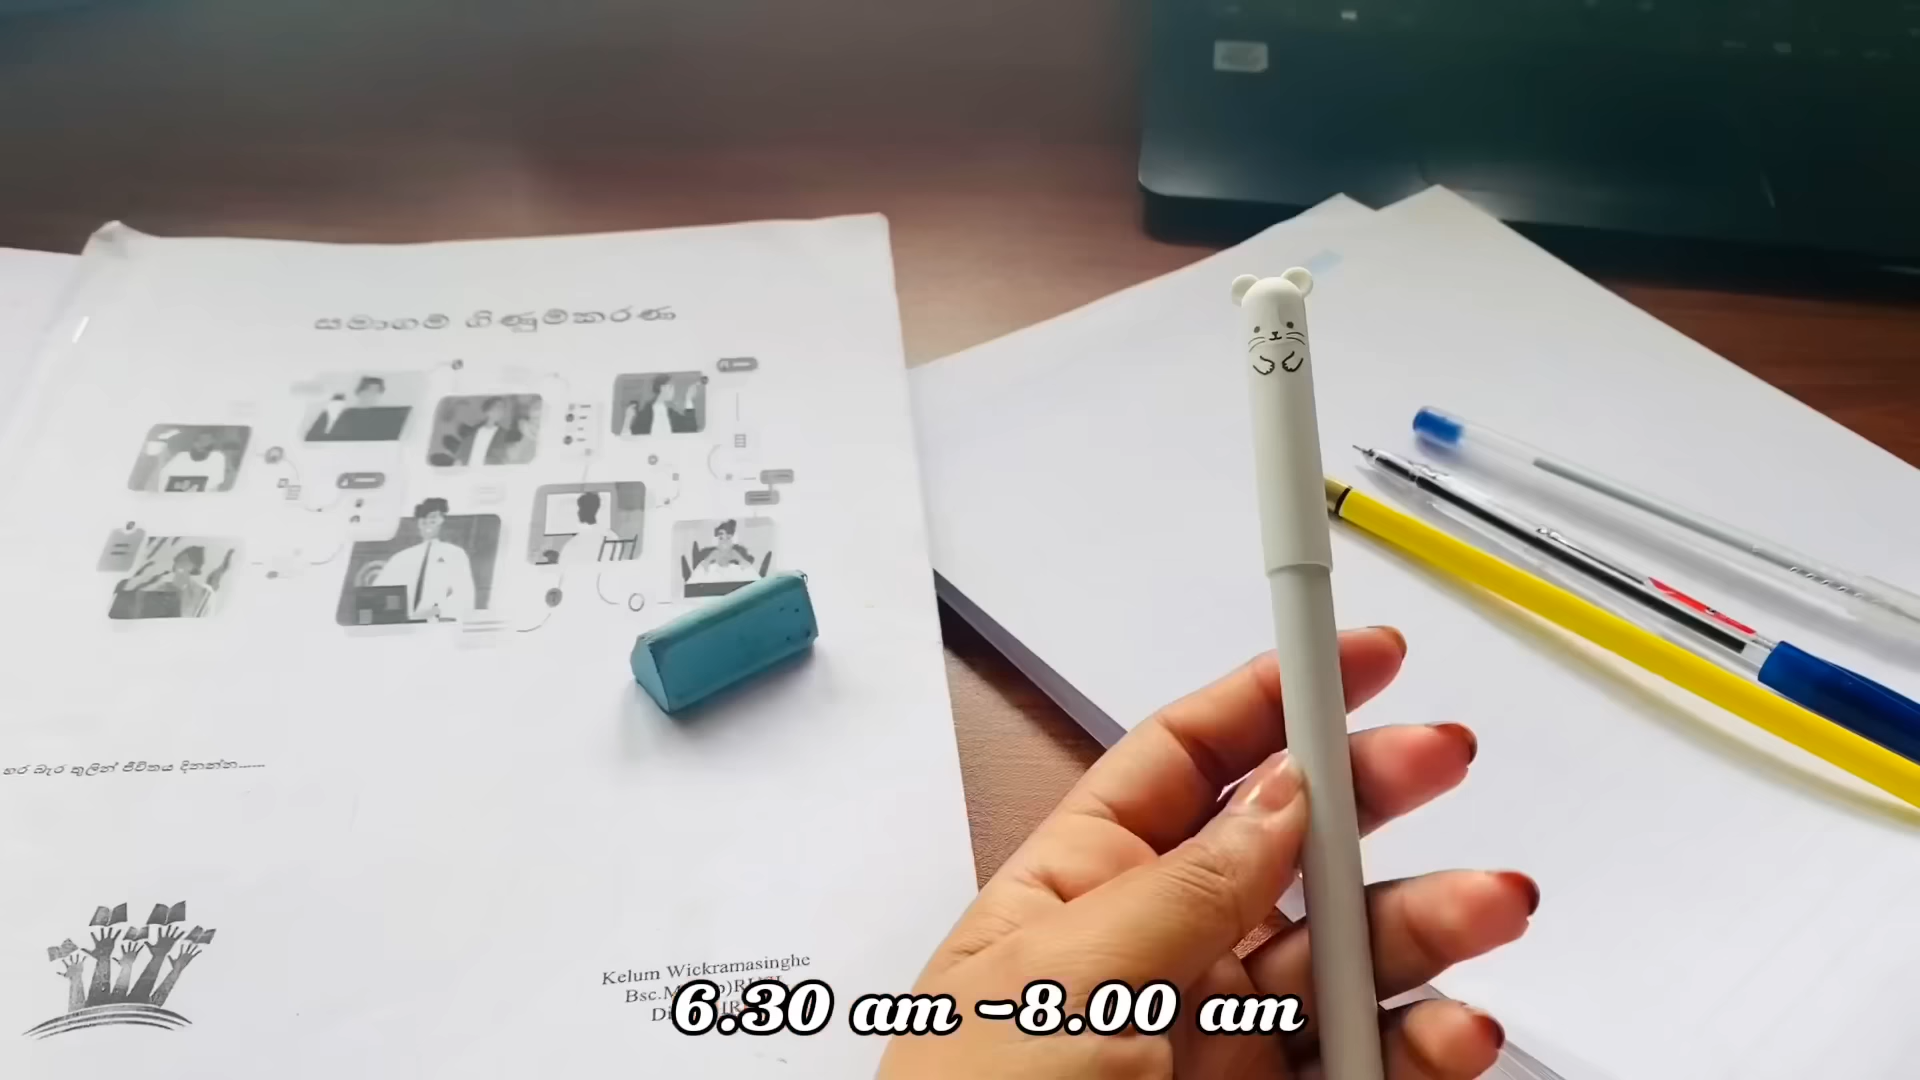 සමාගම් ගිණුම්කරණ
හර බැර තුලින් ජීවිතය දිනන්න......
Kelum Wickramasinghe
6.30 am -8.00 am